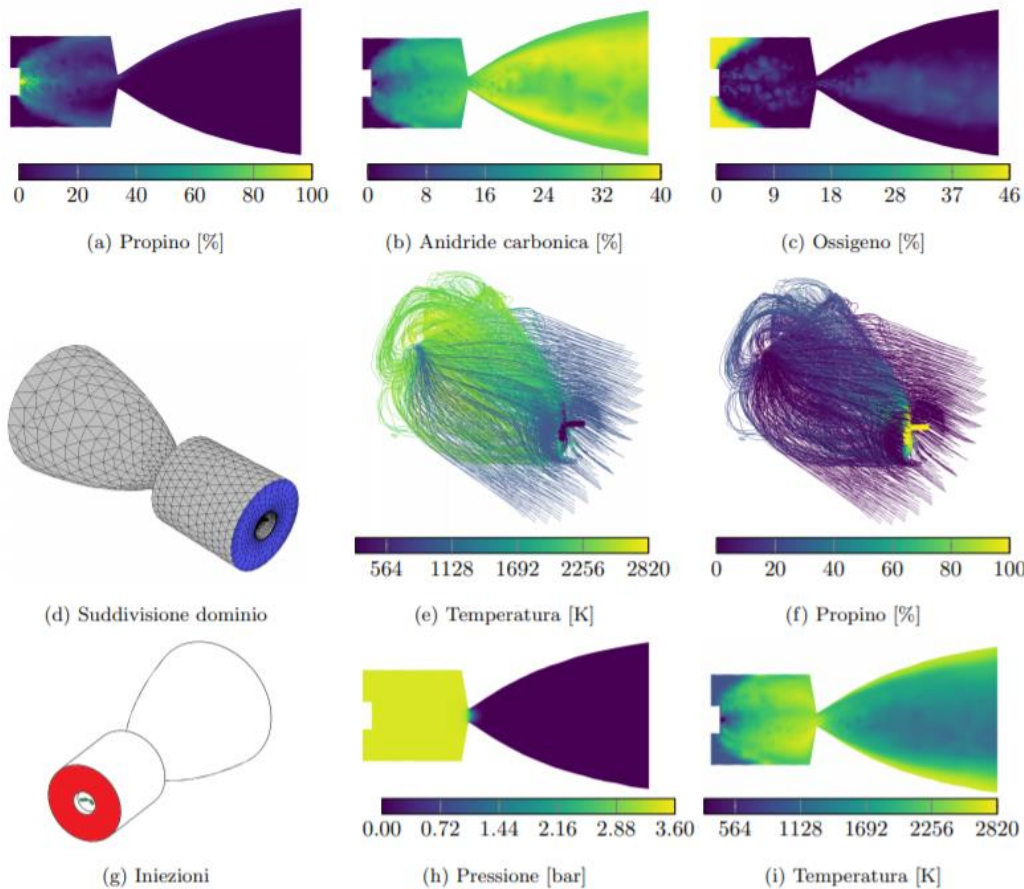 0 20 40 60 80 100
0 8 16 24 32 40
0 9 18 28 37 46
(a) Propino [%]
(b) Anidride carbonica [%]
(c) Ossigeno [%]
564 1128 1692 2256 2820
0 20 40 60 80 100
(d) Suddivisione dominio
(e) Temperatura [K]
(f) Propino [%]
0.00 0.72 1.44 2.16 2.88 3.60
564 1128 1692 2256 2820
(g) Iniezioni
(h) Pressione [bar]
(i) Temperatura [K]